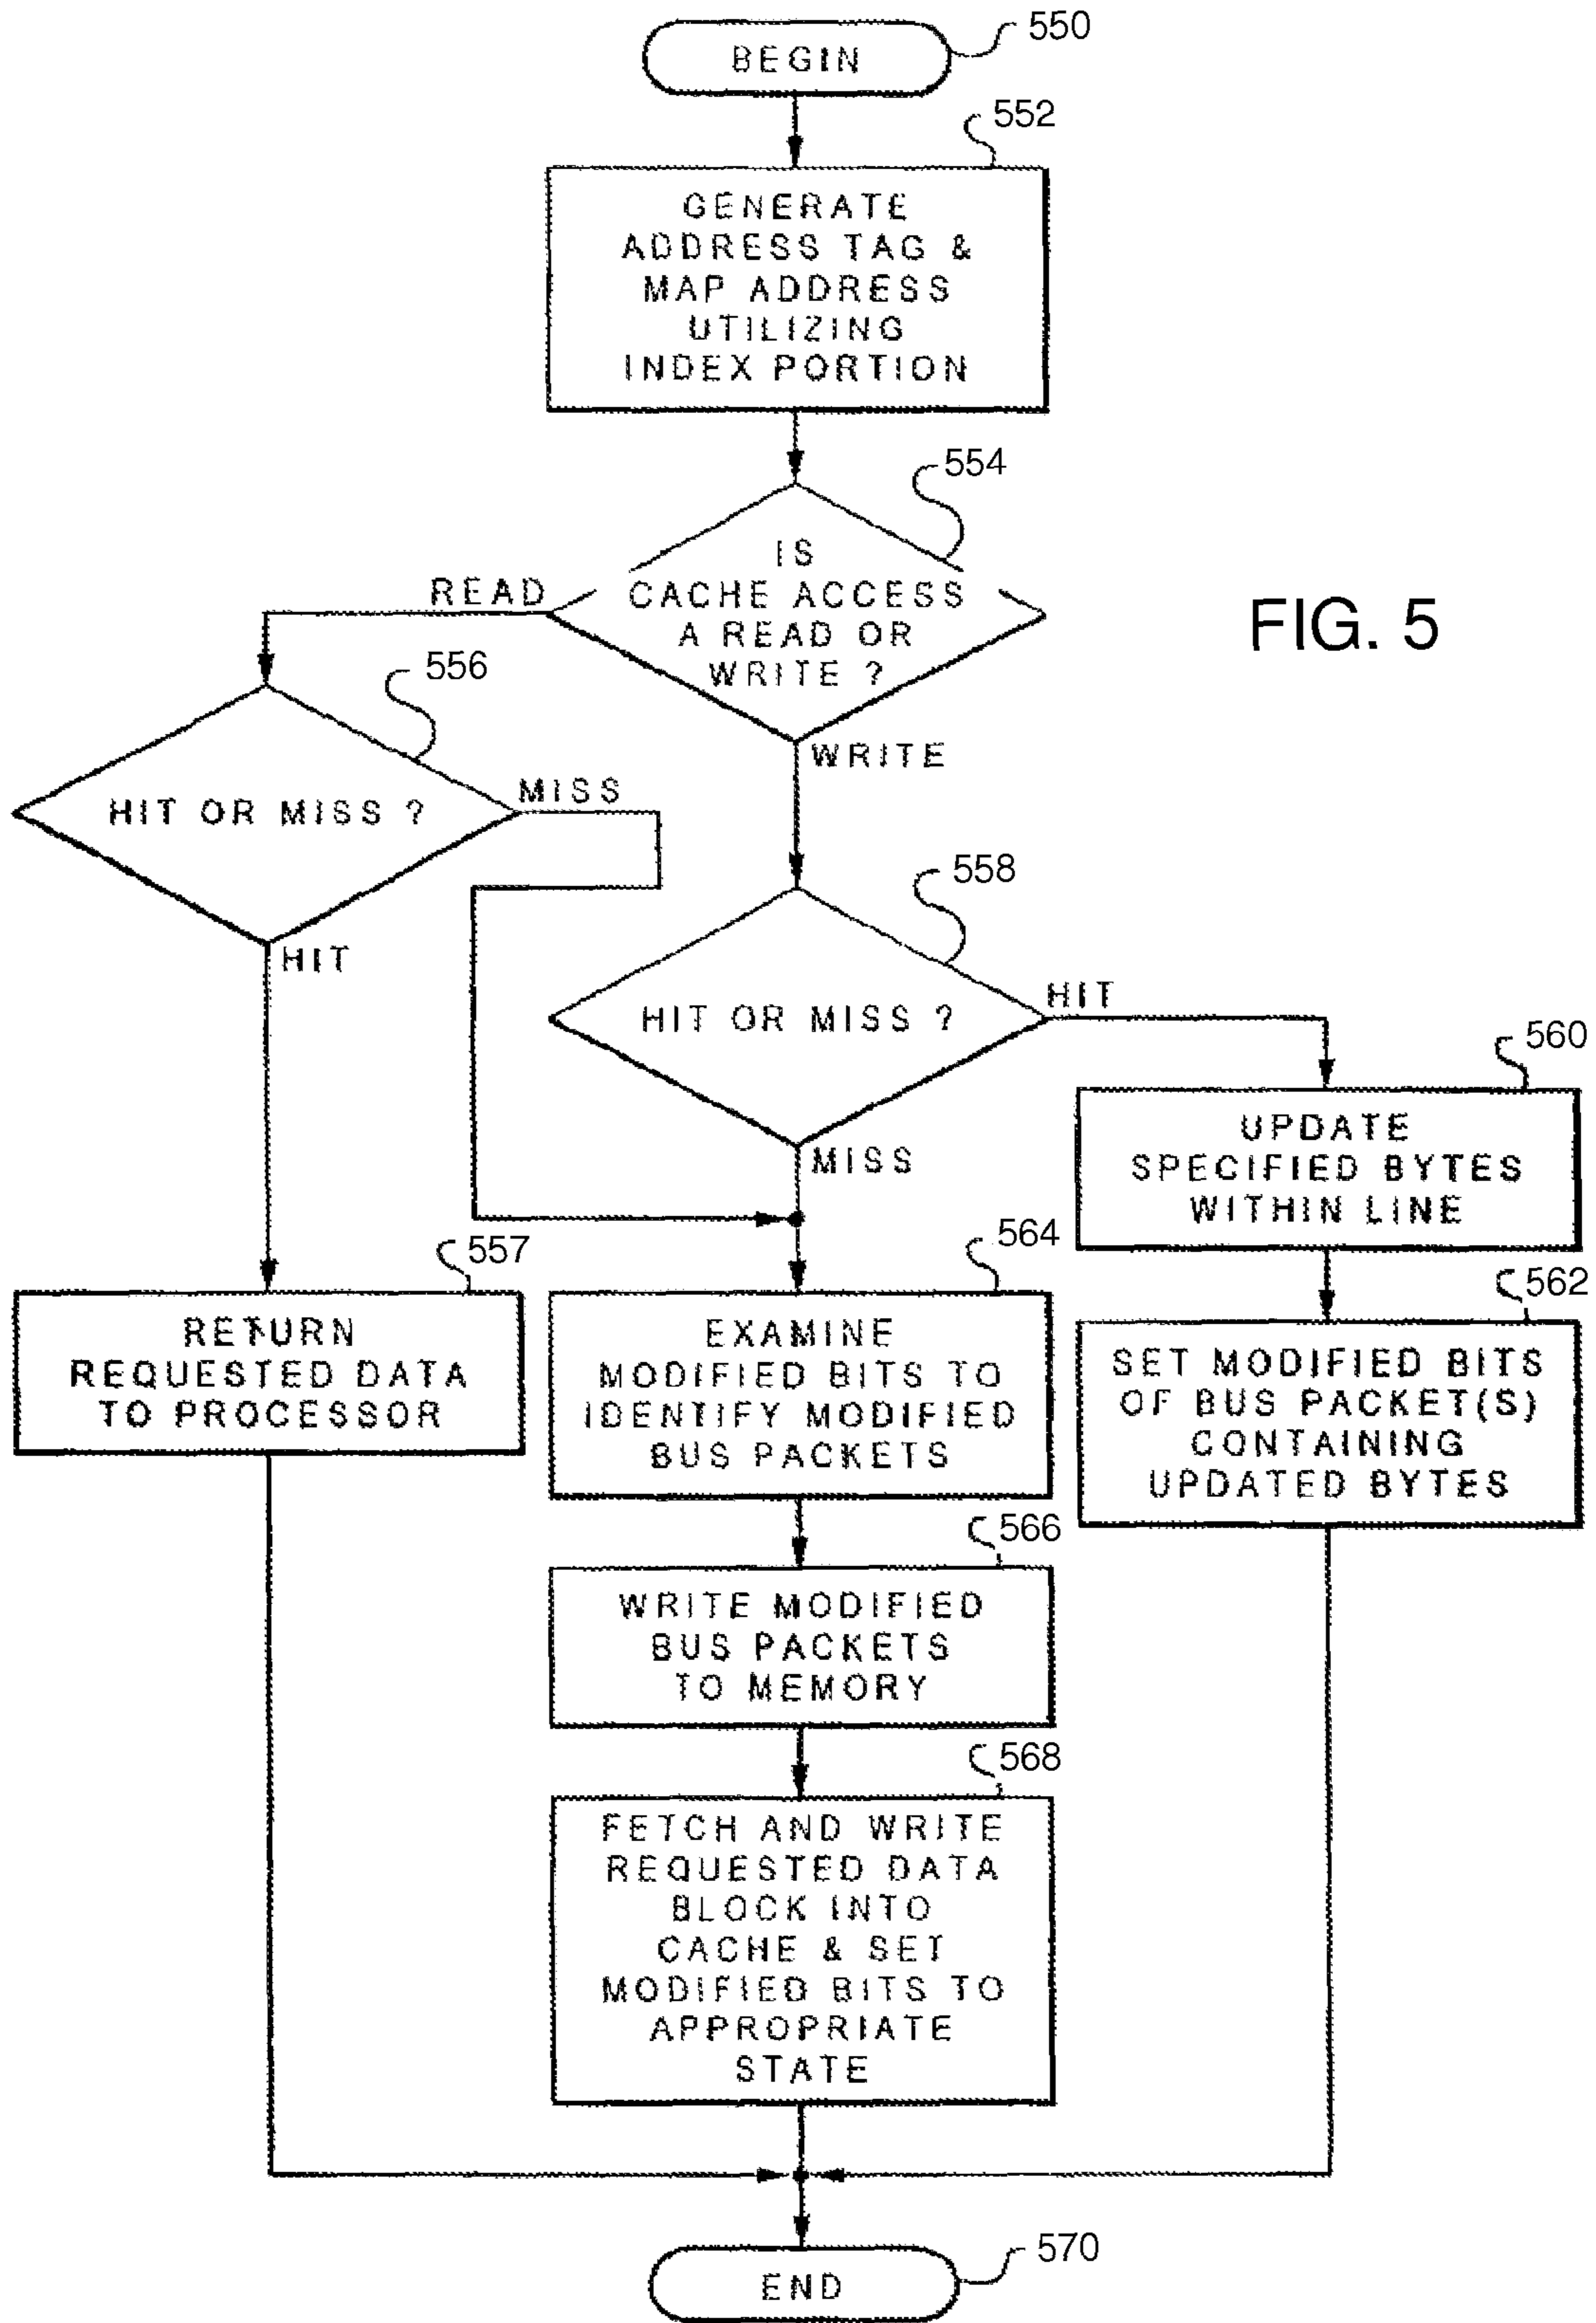 550
BEGIN
552
GENERATE
ADDRESS TAG &
MAP ADDRESS
UTILIZING
INDEX PORTION
554
IS
CACHE ACCESS
A READ OR
WRITE ?
READ
FIG. 5
556
WRITE
HIT OR MISS ?
MISS
558
HIT
HIT OR MISS ?
HIT
560
MISS
UPDATE
SPECIFIED BYTES
WITHIN LINE
557
RETURN
REQUESTED DATA
TO PROCESSOR
564
EXAMINE
MODIFIED BITS TO
IDENTIFY MODIFIED
BUS PACKETS
562
SET MODIFIED BITS
OF BUS PACKET(S)
CONTAINING
UPDATED BYTES
566
WRITE MODIFIED
BUS PACKETS
TO MEMORY
568
FETCH AND WRITE
REQUESTED DATA
BLOCK INTO
CACHE & SET
MODIFIED BITS TO
APPROPRIATE
STATE
570
END